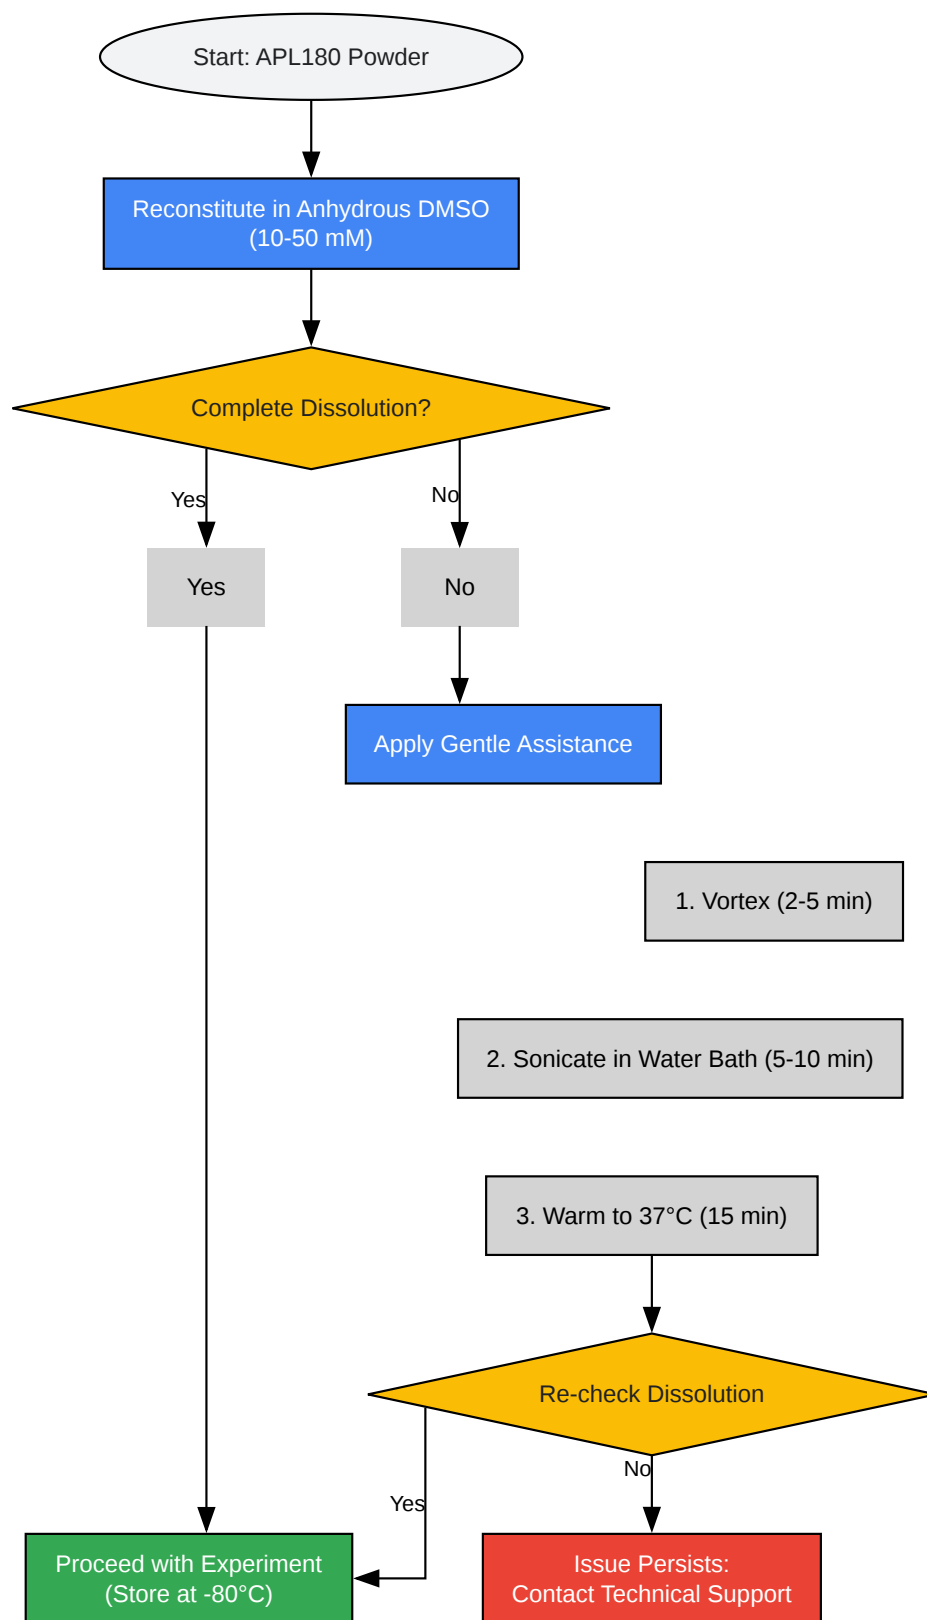 Start: APL180 Powder
Reconstitute in Anhydrous DMSO
(10-50 mM)
Complete Dissolution?
Yes
No
Yes
No
Apply Gentle Assistance
1. Vortex (2-5 min)
2. Sonicate in Water Bath (5-10 min)
3. Warm to 37°C (15 min)
Re-check Dissolution
No
Yes
Proceed with Experiment
(Store at -80°C)
Issue Persists:
Contact Technical Support